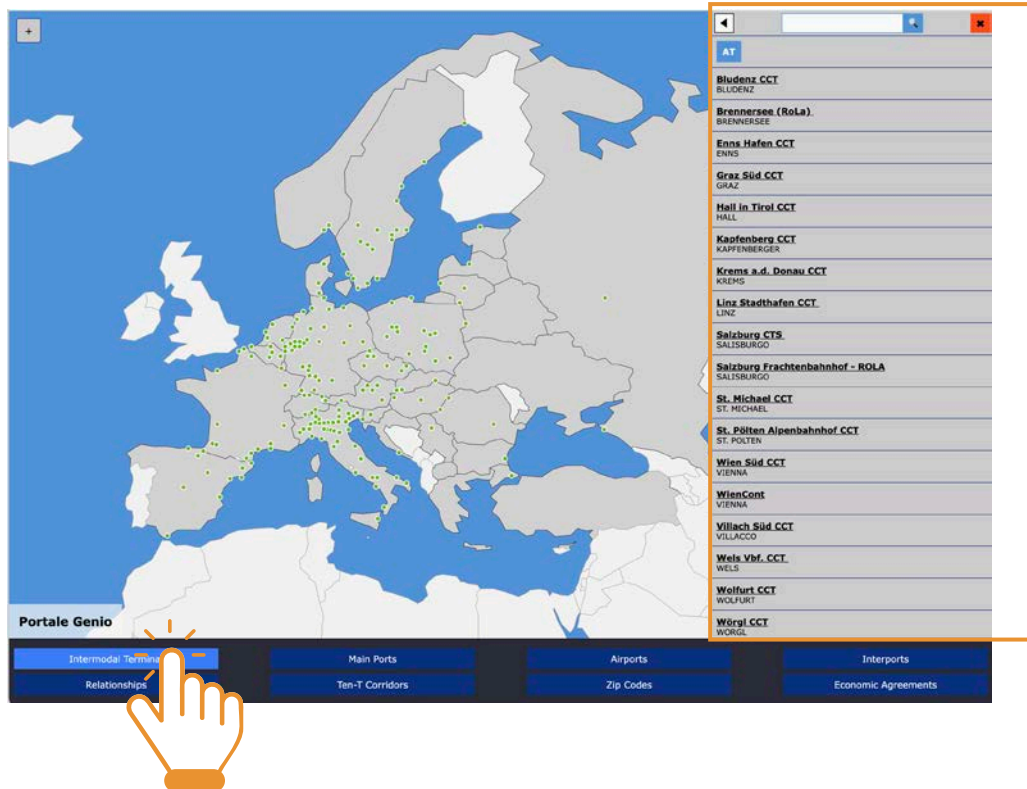 +
AT
Bludenz CCT
BLUDENZ
Brennersee (RoLa)
BRENNERSEE
Enns Hafen CCT
ENNS
Graz Süd CCT
GRAZ
Hall in Tirol CCT
HALL
Kapfenberg CCT
KAPFENBERGER
Krems a.d. Donau CCT
KREMS
Linz Stadthafen CCT
LINZ
Salzburg CTS
SALISBURGO
Salzburg Frachtenbahnhof - ROLA
SALISBURGO
St. Michael CCT
ST. MICHAEL
St. Pölten Alpenbahnhof CCT
ST. POLTEN
Wien Süd CCT
VIENNA
WienCont
VIENNA
Villach Süd CCT
VILLACCO
Wels Vbf. CCT
WELS
Wolfurt CCT
WOLFURT
Wörgl CCT
WORGL
Portale Genio
Intermodal Termina
Main Ports
Airports
Interports
Relationships
Ten-T Corridors
Zip Codes
Economic Agreements